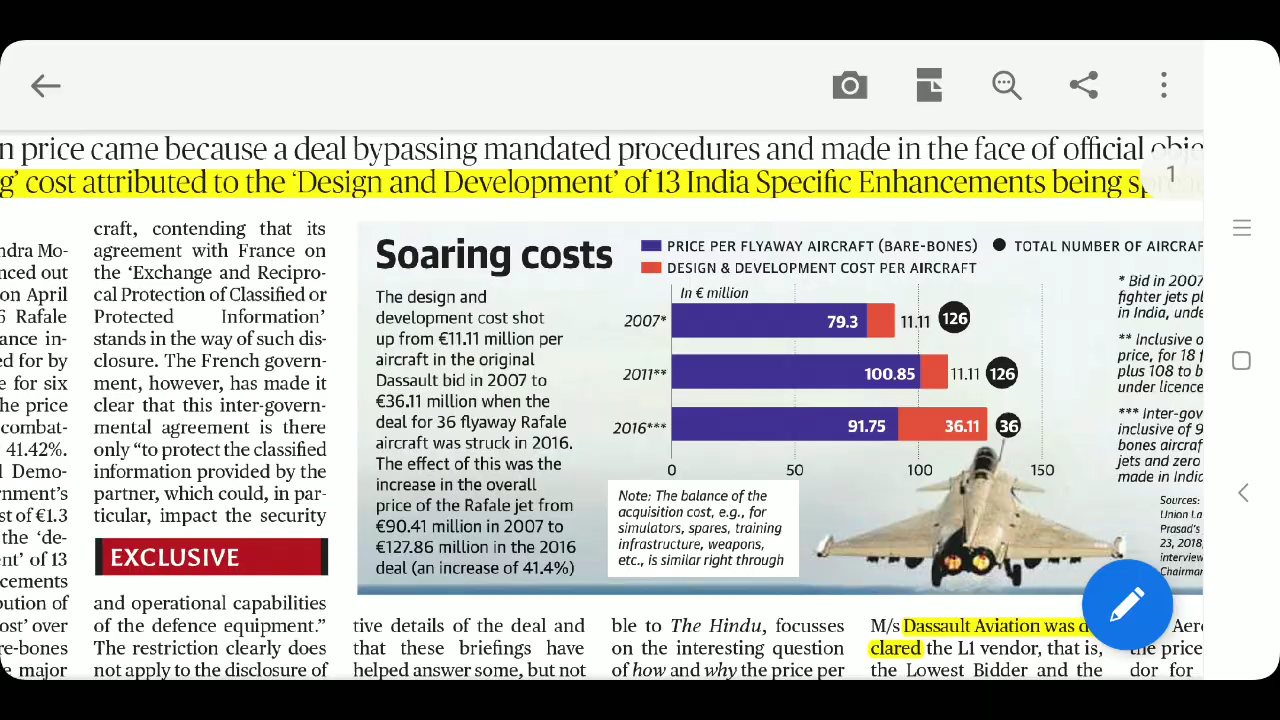 n price came because a deal bypassing mandated procedures and made in the face of official obje
g’ cost attributed to the ‘Design and Development’ of 13 India Specific Enhancements being spread
1
ndra Mo-
nced out
on April
6 Rafale
ance in-
ed for by
e for six
he price
combat-
41.42%.
l Demo-
rnment’s
st of €1.3
the ‘de-
ent’ of 13
cements
oution of
ost’ over
re-bones
e major
craft, contending that its
agreement with France on
the ‘Exchange and Recipro-
cal Protection of Classified or
Protected Information’
stands in the way of such dis-
closure. The French govern-
ment, however, has made it
clear that this inter-govern-
mental agreement is there
only “to protect the classified
information provided by the
partner, which could, in par-
ticular, impact the security
EXCLUSIVE
and operational capabilities
of the defence equipment.”
The restriction clearly does
not apply to the disclosure of
Soaring costs
The design and
development cost shot
up from €11.11 million per
aircraft in the original
Dassault bid in 2007 to
€36.11 million when the
deal for 36 flyaway Rafale
aircraft was struck in 2016.
The effect of this was the
increase in the overall
price of the Rafale jet from
€90.41 million in 2007 to
€127.86 million in the 2016
deal (an increase of 41.4%)
PRICE PER FLYAWAY AIRCRAFT (BARE-BONES) TOTAL NUMBER OF AIRCRAF
DESIGN & DEVELOPMENT COST PER AIRCRAFT
In € million
2007* 79.3 11.11 126
2011** 100.85 11.11 126
2016*** 91.75 36.11 36
0 50 100 150
Note: The balance of the
acquisition cost, e.g., for
simulators, spares, training
infrastructure, weapons,
etc., is similar right through
* Bid in 2007
fighter jets pl
in India, unde
** Inclusive o
price, for 18 f
plus 108 to b
under licence
*** Inter-gov
inclusive of 9
bones aircraf
jets and zero
made in India
Sources:
Union La
Prasad’s
23, 2018,
interview
Chairman
tive details of the deal and
that these briefings have
helped answer some, but not
ble to The Hindu, focusses
on the interesting question
of how and why the price per
M/s Dassault Aviation was d
clared the L1 vendor, that is,
the Lowest Bidder and the
Aero
the price
dor for